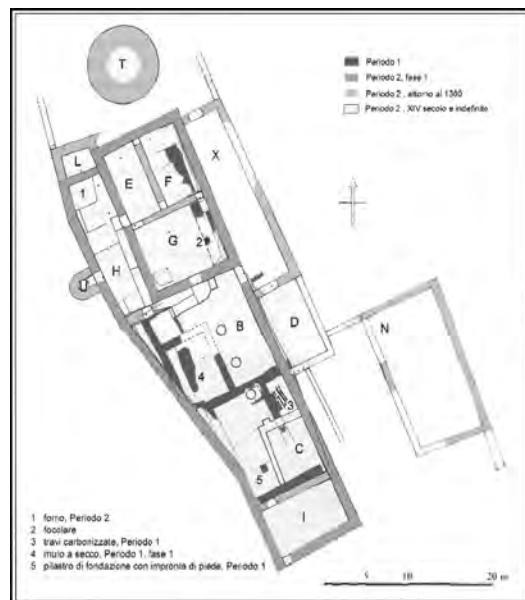 Periodo 1
Periodo 2, fase 1
Periodo 2, attorno al 1300
Periodo 2, XIV secolo e indefinito
T
L
1
E
F
X
G
2
H
U
B
D
N
4
3
C
5
I
1 forno, Periodo 2
2 focolare
3 travi carbonizzate, Periodo 1
4 muro a secco, Periodo 1, fase 1
5 pilastro di fondazione con impronta di piede, Periodo 1
5 10 20 m